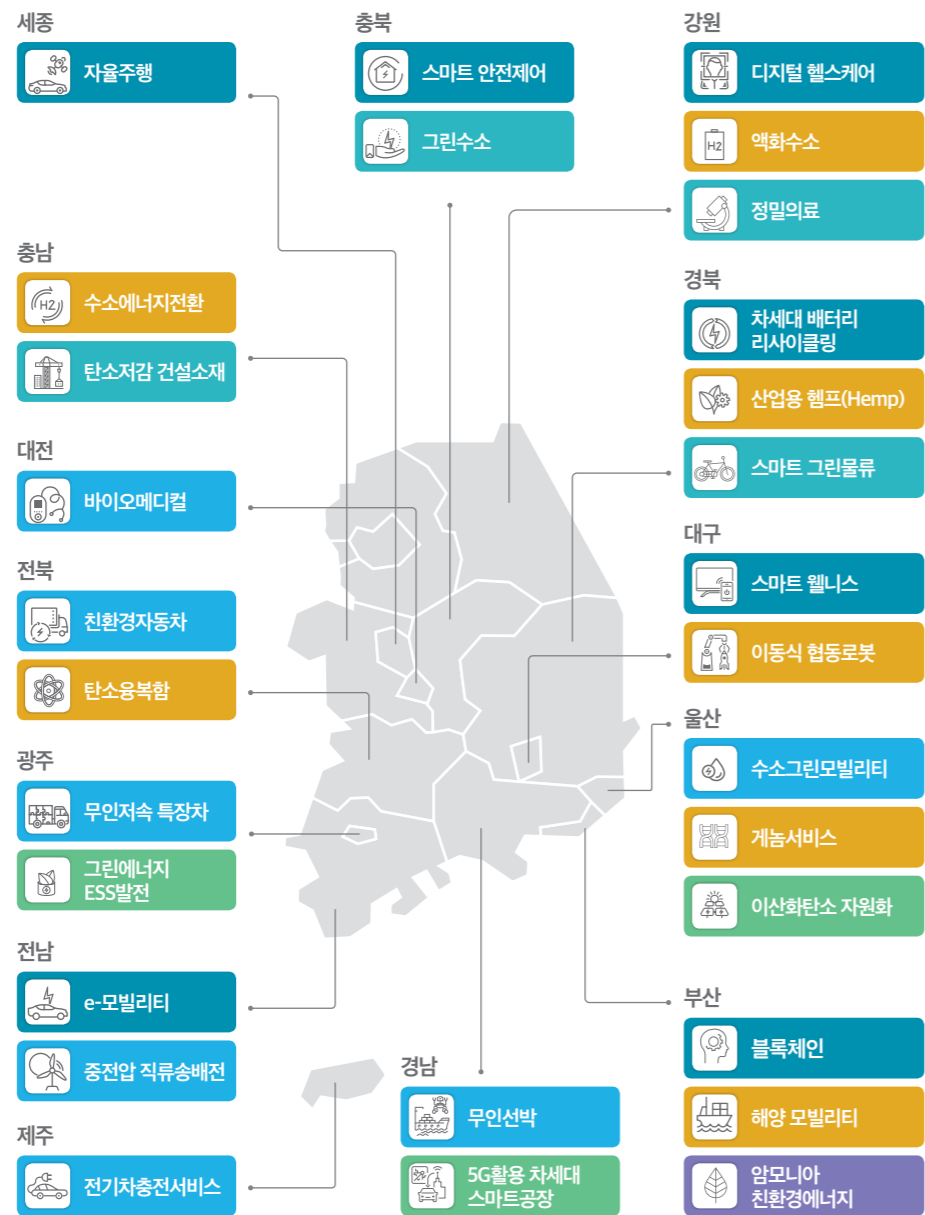 세종
자율주행
충북
스마트 안전제어
그린수소
강원
디지털 헬스케어
H2
액화수소
정밀의료
충남
H2
수소에너지전환
탄소저감 건설소재
경북
차세대 배터리
리사이클링
산업용 헴프(Hemp)
스마트 그린물류
대전
바이오메디컬
대구
스마트 웰니스
이동식 협동로봇
전북
친환경자동차
탄소융복함
울산
수소그린모빌리티
게놈서비스
이산화탄소 자원화
광주
무인저속 특장차
그린에너지
ESS발전
전남
e-모빌리티
중전압 직류송배전
부산
블록체인
해양 모빌리티
암모니아
친환경에너지
경남
무인선박
5G활용 차세대
스마트공장
제주
전기차충전서비스